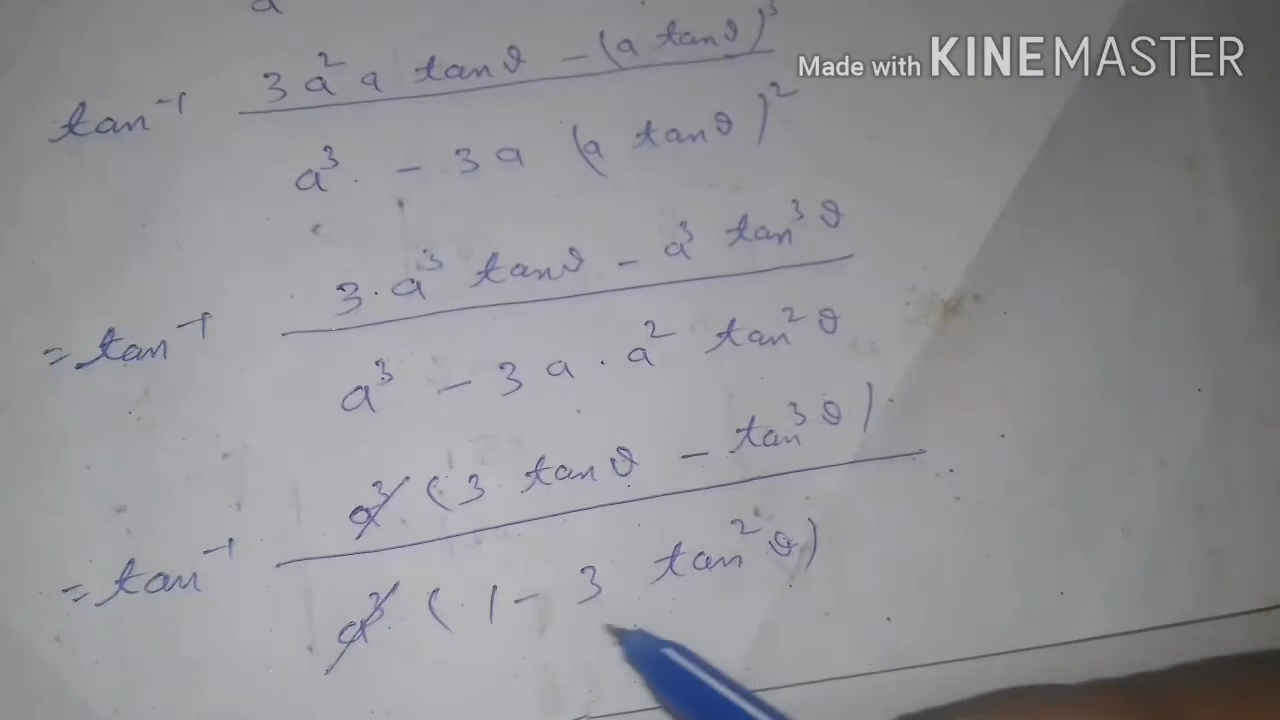 Made with KINEMASTER
tan⁻¹ (3a² a tanθ − (a tanθ)³) / (a³ − 3a (a tanθ)²)
= tan⁻¹ (3·a³ tanθ − a³ tan³θ) / (a³ − 3a·a² tan²θ)
= tan⁻¹ a³(3 tanθ − tan³θ) / a³(1 − 3 tan²θ)